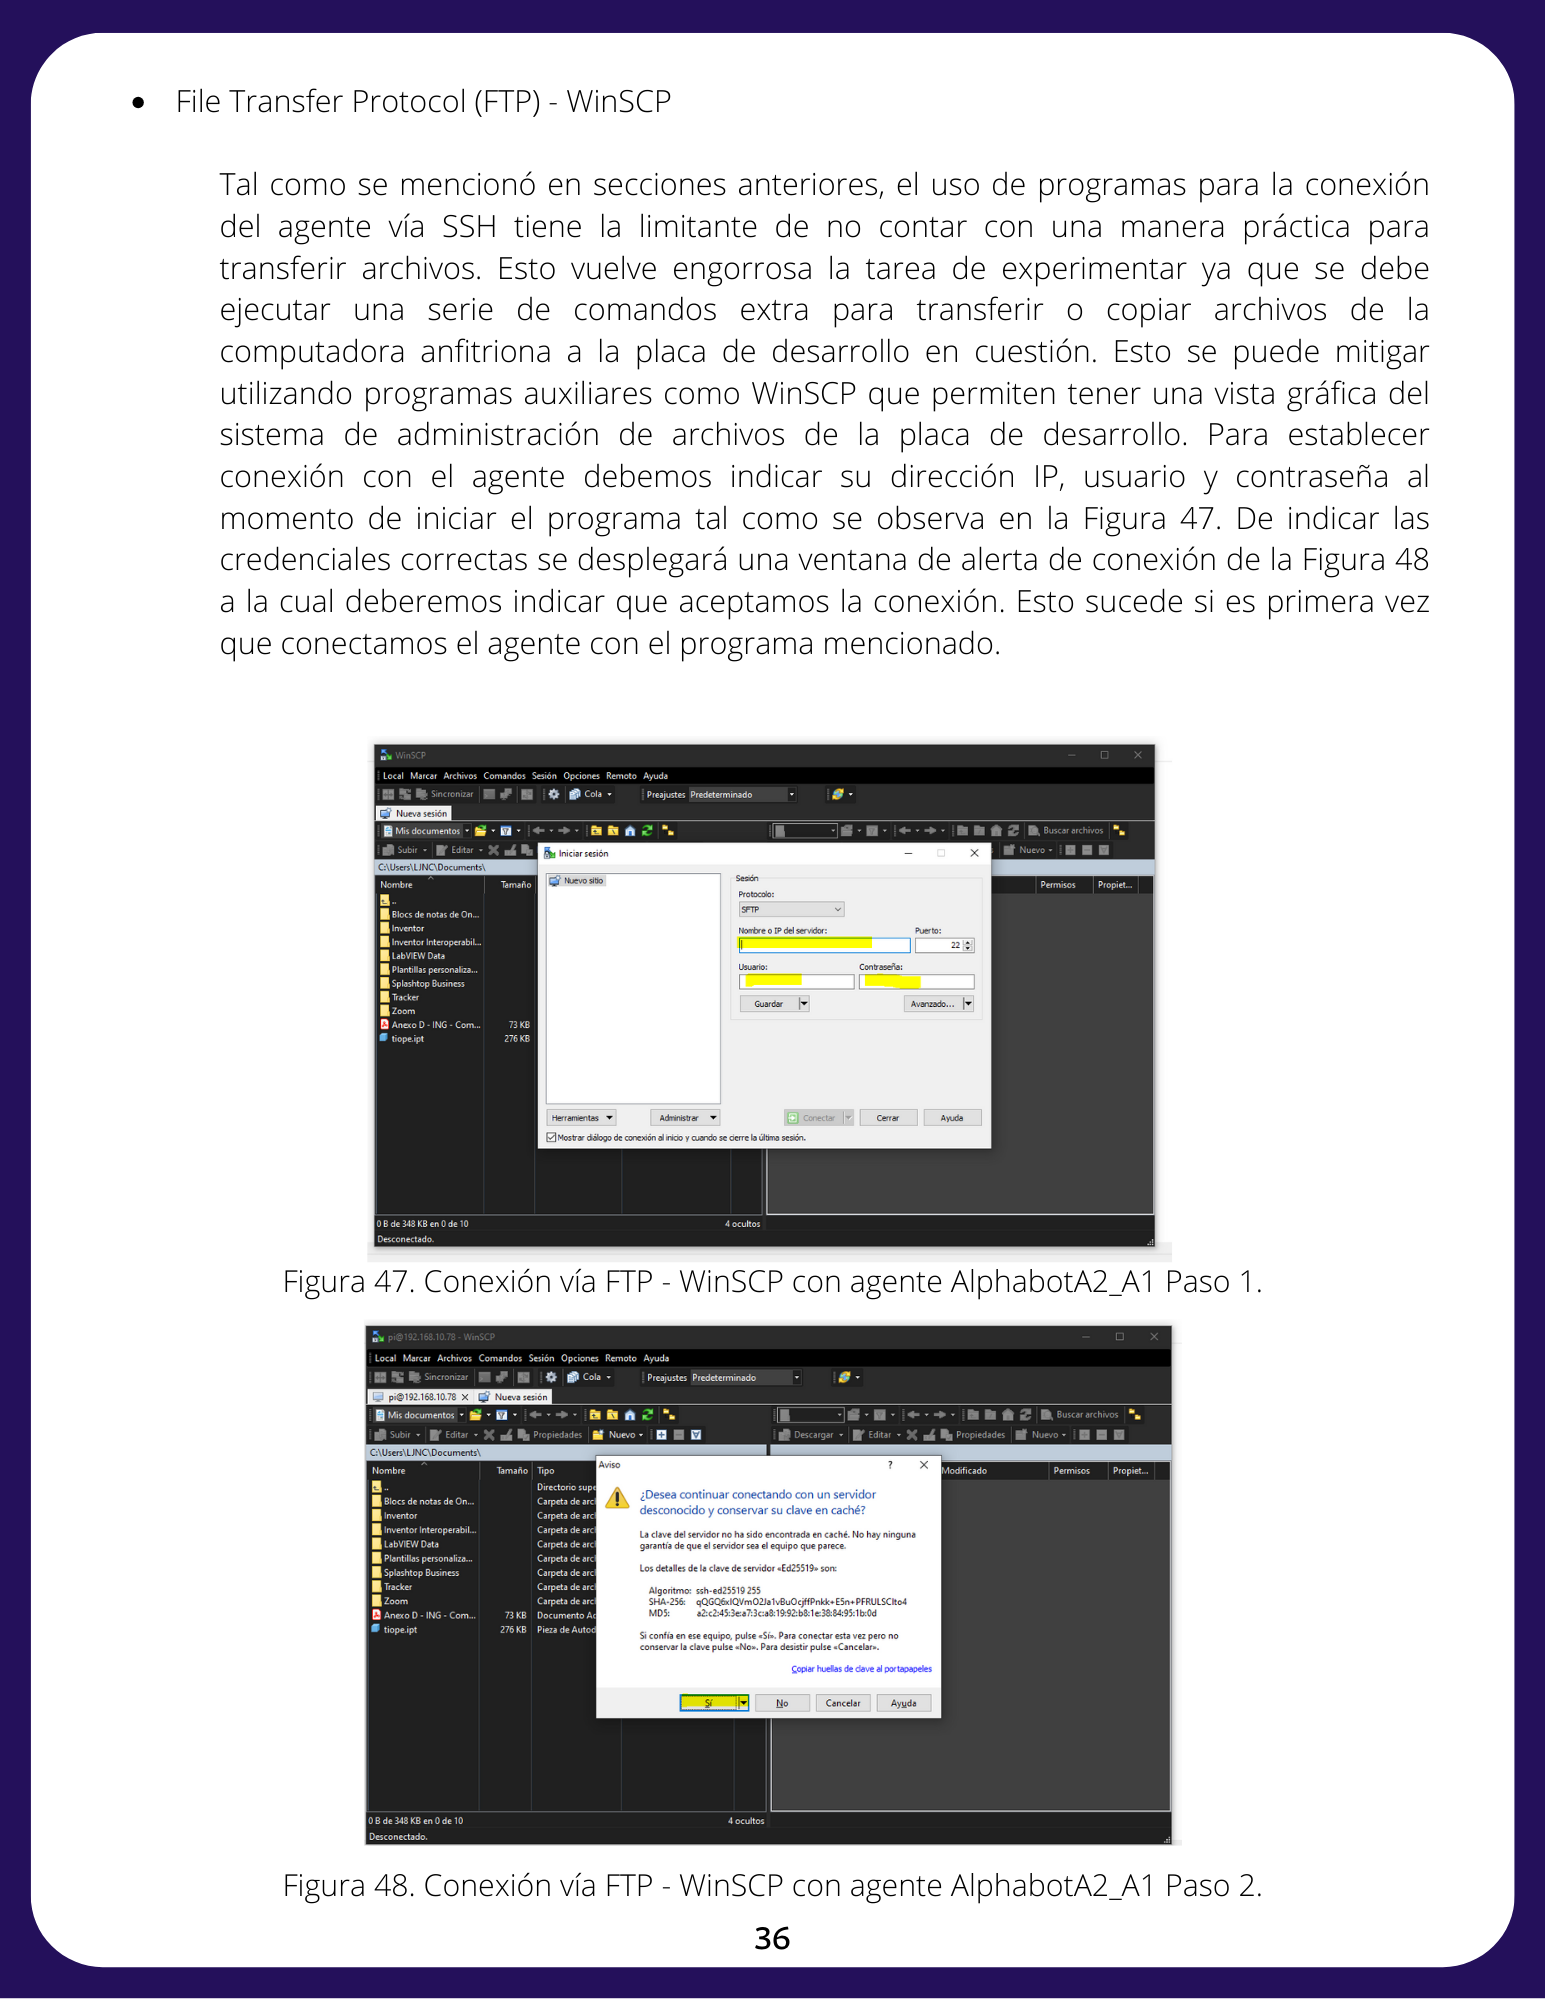 • File Transfer Protocol (FTP) - WinSCP
Tal como se mencionó en secciones anteriores, el uso de programas para la conexión
del agente vía SSH tiene la limitante de no contar con una manera práctica para
transferir archivos. Esto vuelve engorrosa la tarea de experimentar ya que se debe
ejecutar una serie de comandos extra para transferir o copiar archivos de la
computadora anfitriona a la placa de desarrollo en cuestión. Esto se puede mitigar
utilizando programas auxiliares como WinSCP que permiten tener una vista gráfica del
sistema de administración de archivos de la placa de desarrollo. Para establecer
conexión con el agente debemos indicar su dirección IP, usuario y contraseña al
momento de iniciar el programa tal como se observa en la Figura 47. De indicar las
credenciales correctas se desplegará una ventana de alerta de conexión de la Figura 48
a la cual deberemos indicar que aceptamos la conexión. Esto sucede si es primera vez
que conectamos el agente con el programa mencionado.
WinSCP
Local Marcar Archivos Comandos Sesión Opciones Remoto Ayuda
Sincronizar Cola Preajustes Predeterminado
Nueva sesión
Mis documentos Buscar archivos
Subir Editar Nuevo
C:\Users\LJNC\Documents\
Nombre Tamaño Permisos Propiet...
..
Blocs de notas de On...
Inventor
Inventor Interoperabil...
LabVIEW Data
Plantillas personaliza...
Splashtop Business
Tracker
Zoom
Anexo D - ING - Com... 73 KB
tiope.ipt 276 KB
Iniciar sesión
Nuevo sitio
Sesión
Protocolo:
SFTP
Nombre o IP del servidor: Puerto:
22
Usuario: Contraseña:
Guardar Avanzado...
Herramientas Administrar Conectar Cerrar Ayuda
Mostrar diálogo de conexión al inicio y cuando se cierre la última sesión.
0 B de 348 KB en 0 de 10 4 ocultos
Desconectado.
Figura 47. Conexión vía FTP - WinSCP con agente AlphabotA2_A1 Paso 1.
pi@192.168.10.78 - WinSCP
Local Marcar Archivos Comandos Sesión Opciones Remoto Ayuda
Sincronizar Cola Preajustes Predeterminado
pi@192.168.10.78 Nueva sesión
Mis documentos Buscar archivos
Subir Editar Propiedades Nuevo Descargar Editar Propiedades Nuevo
C:\Users\LJNC\Documents\
Nombre Tamaño Tipo Modificado Permisos Propiet...
.. Directorio supe
Blocs de notas de On... Carpeta de arcl
Inventor Carpeta de arcl
Inventor Interoperabil... Carpeta de arcl
LabVIEW Data Carpeta de arcl
Plantillas personaliza... Carpeta de arcl
Splashtop Business Carpeta de arcl
Tracker Carpeta de arcl
Zoom Carpeta de arcl
Anexo D - ING - Com... 73 KB Documento Ac
tiope.ipt 276 KB Pieza de Autod
Aviso ?
¿Desea continuar conectando con un servidor
desconocido y conservar su clave en caché?
La clave del servidor no ha sido encontrada en caché. No hay ninguna
garantía de que el servidor sea el equipo que parece.
Los detalles de la clave de servidor «Ed25519» son:
Algoritmo: ssh-ed25519 255
SHA-256:
MD5: a2:c2:45:3e:a7:3c:a8:19:92:b8:1e:38:84:95:1b:0d
Si confía en ese equipo, pulse «Sí». Para conectar esta vez pero no
conservar la clave pulse «No». Para desistir pulse «Cancelar».
Copiar huellas de clave al portapapeles
Sí No Cancelar Ayuda
0 B de 348 KB en 0 de 10 4 ocultos
Desconectado.
Figura 48. Conexión vía FTP - WinSCP con agente AlphabotA2_A1 Paso 2.
36